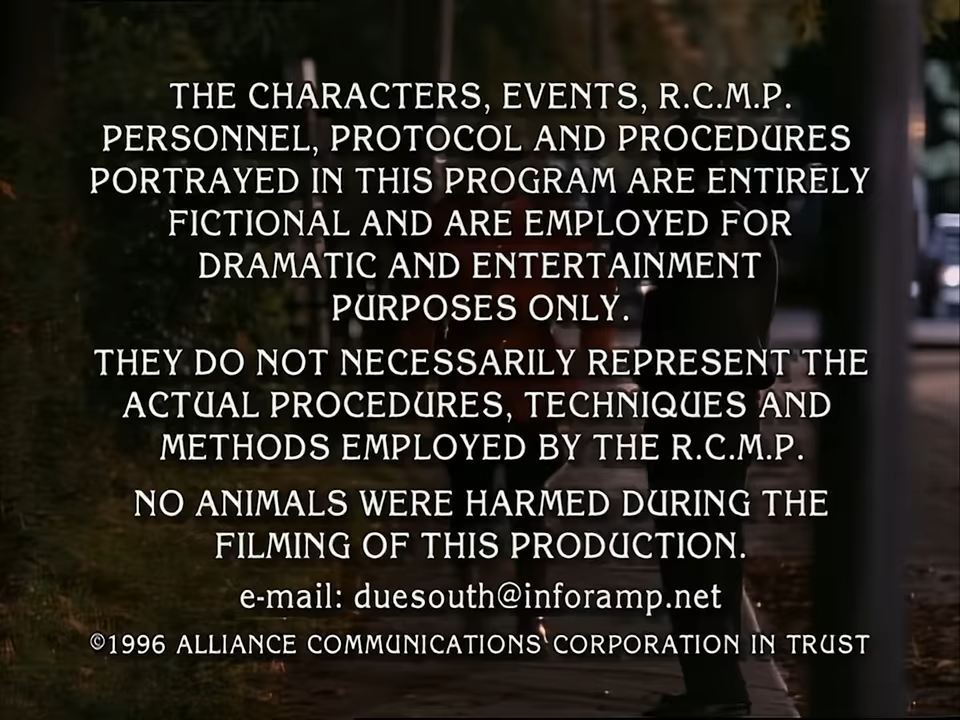 THE CHARACTERS, EVENTS, R.C.M.P.
PERSONNEL, PROTOCOL AND PROCEDURES
PORTRAYED IN THIS PROGRAM ARE ENTIRELY
FICTIONAL AND ARE EMPLOYED FOR
DRAMATIC AND ENTERTAINMENT
PURPOSES ONLY.
THEY DO NOT NECESSARILY REPRESENT THE
ACTUAL PROCEDURES, TECHNIQUES AND
METHODS EMPLOYED BY THE R.C.M.P.
NO ANIMALS WERE HARMED DURING THE
FILMING OF THIS PRODUCTION.
e-mail: duesouth@inforamp.net
©1996 ALLIANCE COMMUNICATIONS CORPORATION IN TRUST